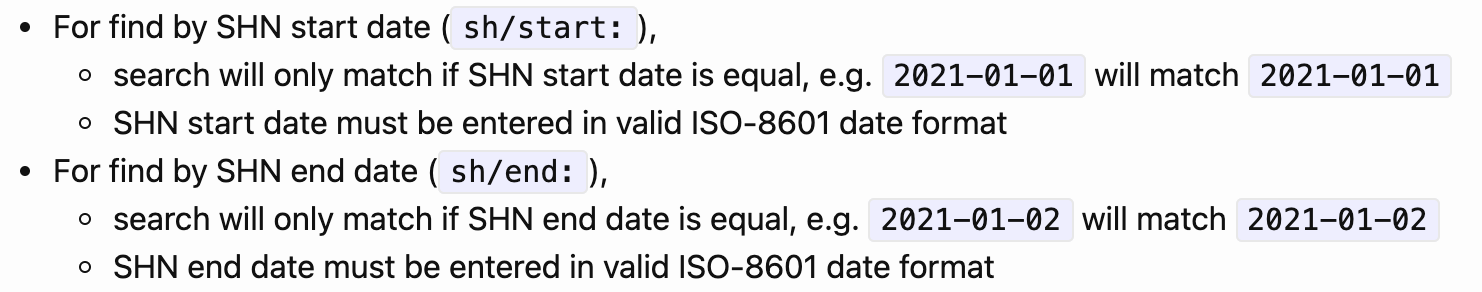 • For find by SHN start date ( sh/start: ),
◦ search will only match if SHN start date is equal, e.g. 2021-01-01 will match 2021-01-01
◦ SHN start date must be entered in valid ISO-8601 date format
• For find by SHN end date ( sh/end: ),
◦ search will only match if SHN end date is equal, e.g. 2021-01-02 will match 2021-01-02
◦ SHN end date must be entered in valid ISO-8601 date format